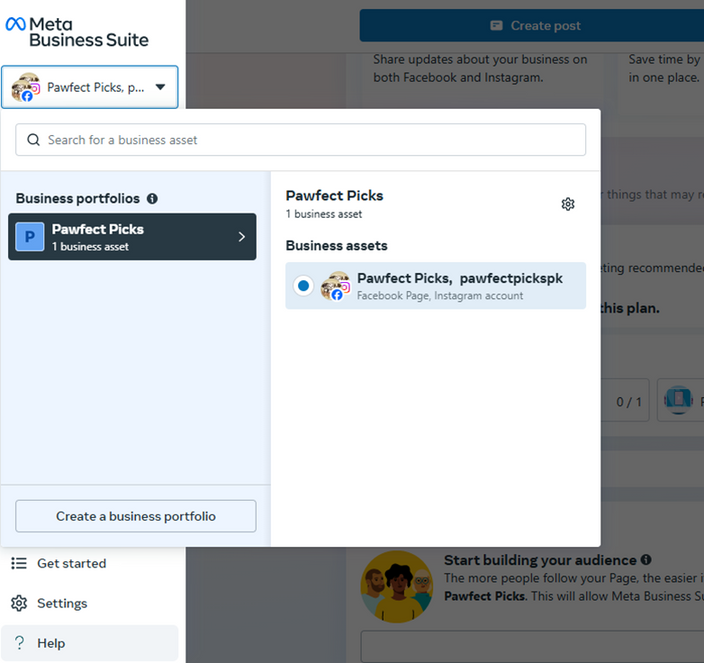 Meta
Business Suite
Pawfect Picks, p...
Create post
Share updates about your business on
both Facebook and Instagram.
Save time by
in one place.
Search for a business asset
Business portfolios
P
Pawfect Picks
1 business asset
Create a business portfolio
Pawfect Picks
1 business asset
Business assets
Pawfect Picks, pawfectpickspk
Facebook Page, Instagram account
things that may re
eting recommended
this plan.
0 / 1
Get started
Settings
Help
Start building your audience
The more people follow your Page, the easier i
Pawfect Picks. This will allow Meta Business Su